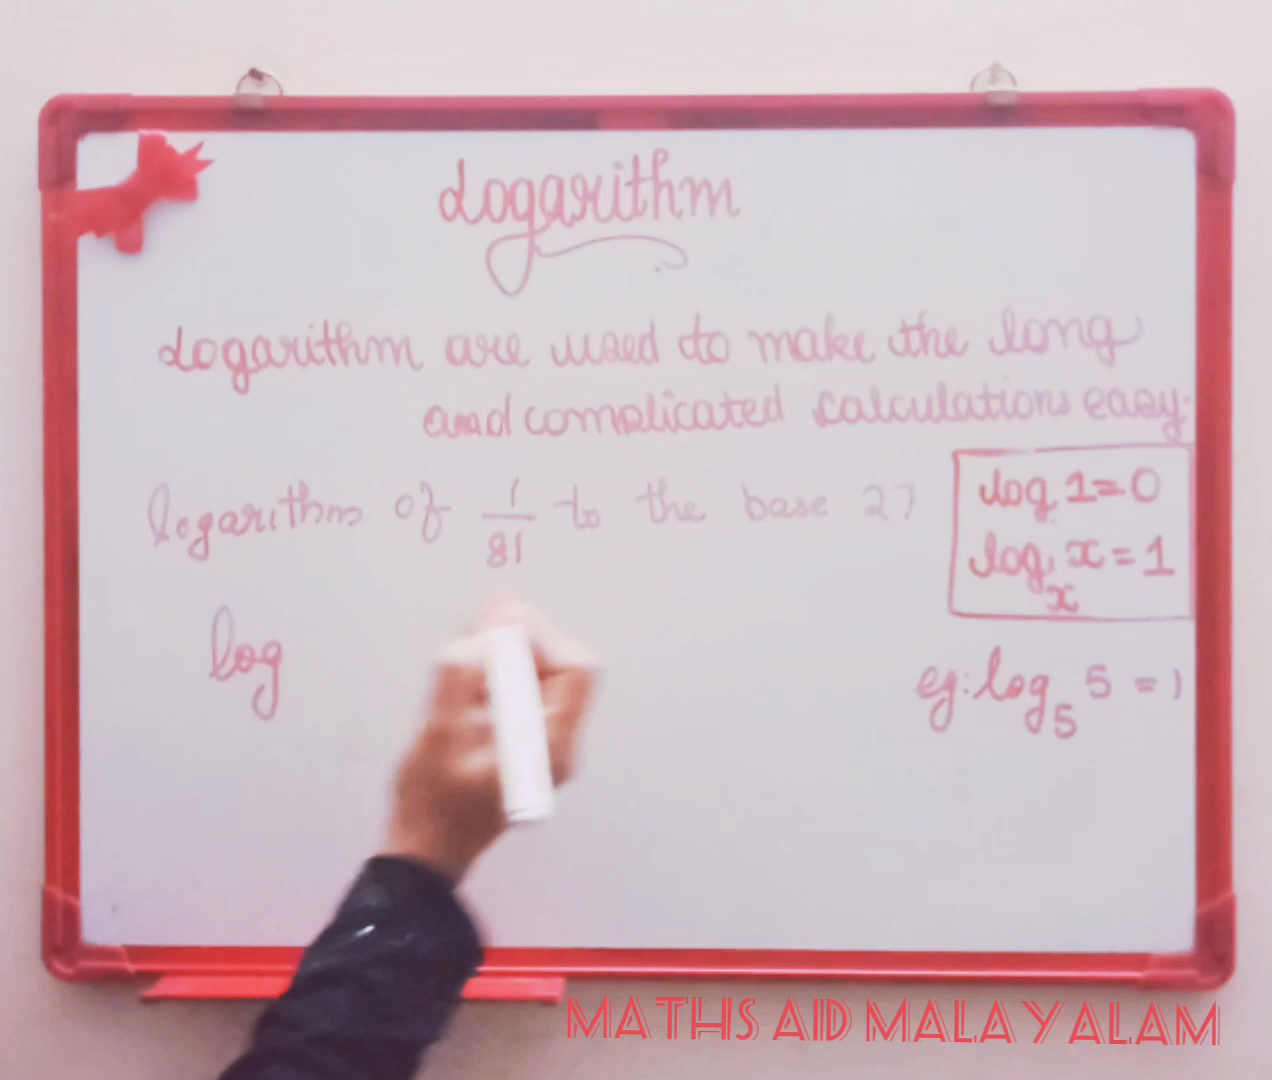 Logarithm
Logarithm are used to make the long
and complicated calculations easy.
logarithm of 1/81 to the base 27
log 1=0
log_x x=1
log
eg: log_5 5 = 1
MATHS AID MALAYALAM